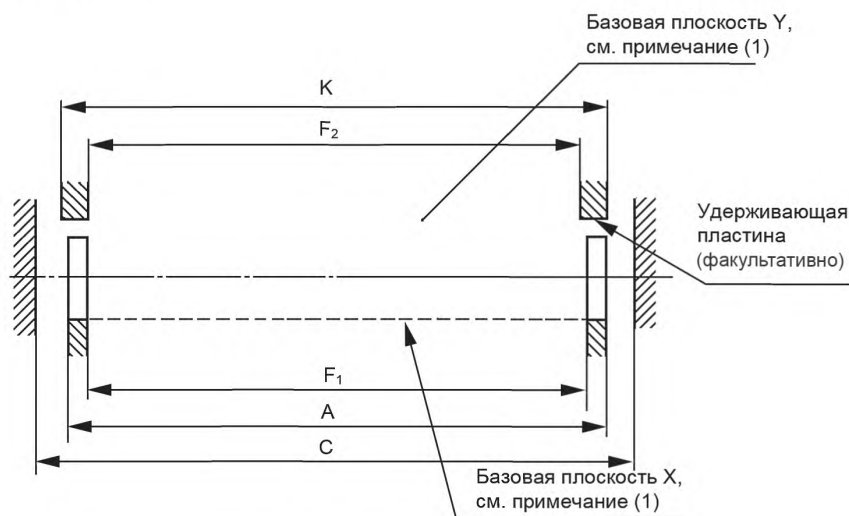 Базовая плоскость Y,
см. примечание (1)
K
F₂
Удерживающая
пластина
(факультативно)
F₁
A
C
Базовая плоскость X,
см. примечание (1)